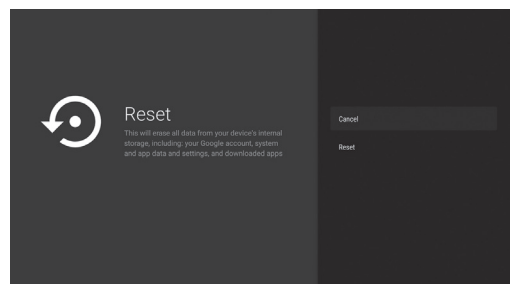 Reset
This will erase all data from your device's internal
storage, including: your Google account, system
and app data and settings, and downloaded apps
Cancel
Reset